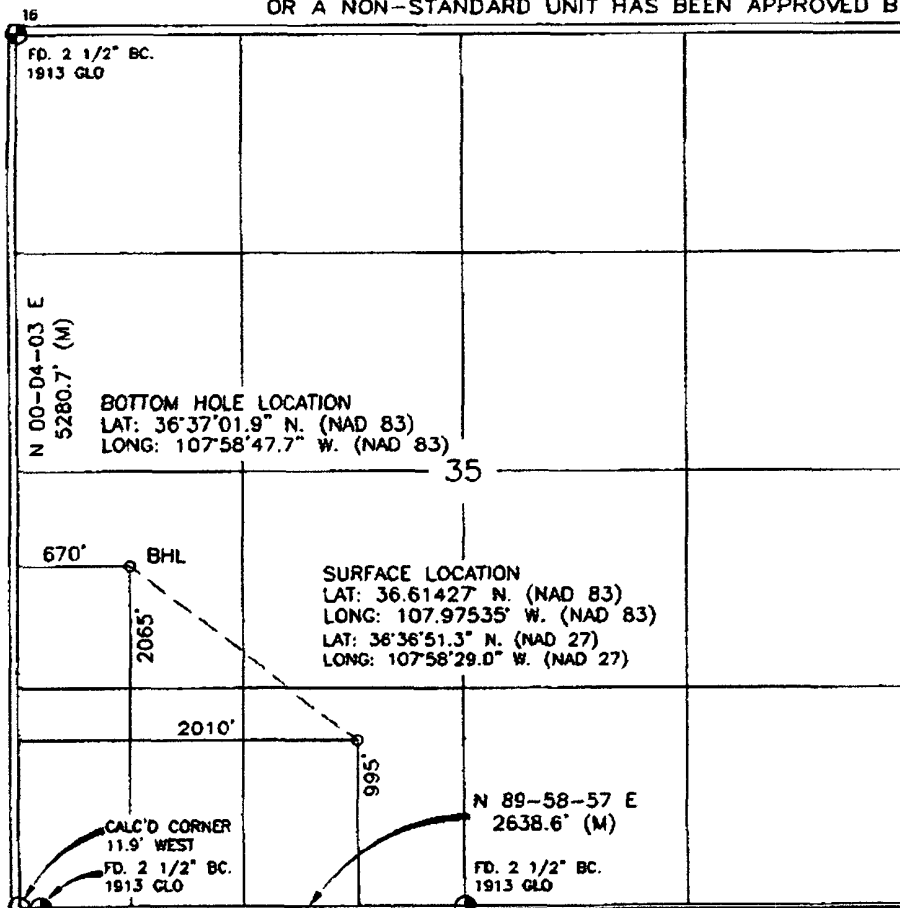 OR A NON-STANDARD UNIT HAS BEEN APPROVED B
16
FD. 2 1/2" BC.
1913 GLO
N 00-04-03 E
5280.7' (M)
BOTTOM HOLE LOCATION
LAT: 36°37'01.9" N. (NAD 83)
LONG: 107°58'47.7" W. (NAD 83)
35
670'
BHL
2065'
SURFACE LOCATION
LAT: 36.61427° N. (NAD 83)
LONG: 107.97535° W. (NAD 83)
LAT: 36°36'51.3" N. (NAD 27)
LONG: 107°58'29.0" W. (NAD 27)
2010'
995'
N 89-58-57 E
2638.6' (M)
CALC'D CORNER
11.9' WEST
FD. 2 1/2" BC.
1913 GLO
FD. 2 1/2" BC.
1913 GLO